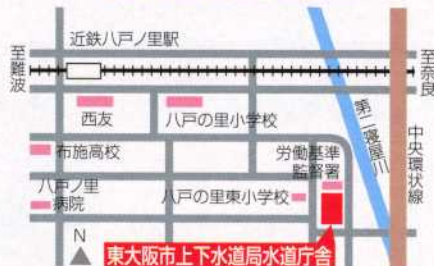 近鉄八戸ノ里駅
至難波
至奈良
西友
八戸の里小学校
第二寝屋川
中央環状線
布施高校
労働基準
監督署
八戸ノ里
病院
八戸の里東小学校
N
東大阪市上下水道局水道庁舎